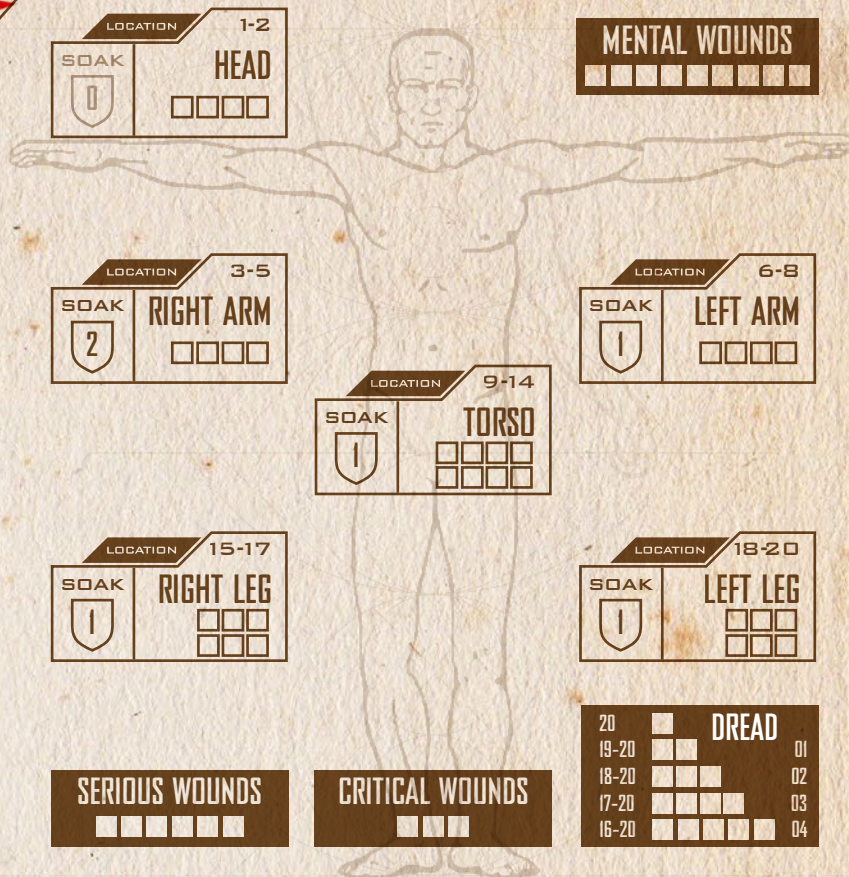 LOCATION 1-2
SOAK HEAD
0
MENTAL WOUNDS
LOCATION 3-5
SOAK RIGHT ARM
2
LOCATION 6-8
SOAK LEFT ARM
1
LOCATION 9-14
SOAK TORSO
1
LOCATION 15-17
SOAK RIGHT LEG
1
LOCATION 18-20
SOAK LEFT LEG
1
SERIOUS WOUNDS
CRITICAL WOUNDS
20 DREAD
19-20 01
18-20 02
17-20 03
16-20 04